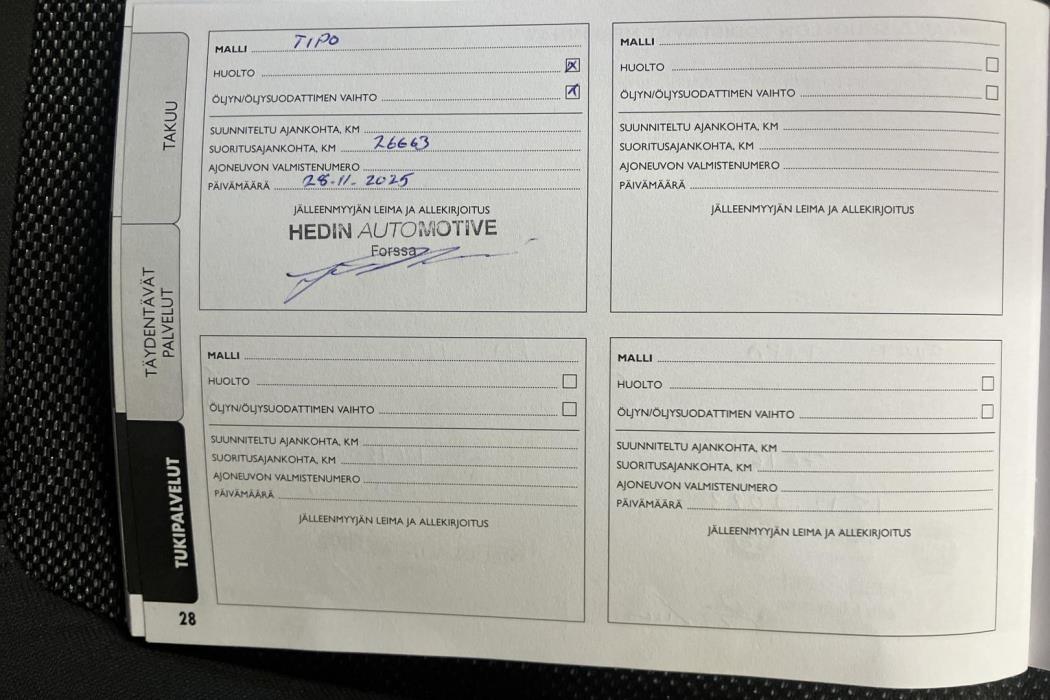 TAKUU
TÄYDENTÄVÄT
PALVELUT
TUKIPALVELUT
28
MALLI TIPO
HUOLTO X
ÖLJYN/ÖLJYSUODATTIMEN VAIHTO X
SUUNNITELTU AJANKOHTA, KM
SUORITUSAJANKOHTA, KM 26663
AJONEUVON VALMISTENUMERO
PÄIVÄMÄÄRÄ 28.11.2025
JÄLLEENMYYJÄN LEIMA JA ALLEKIRJOITUS
HEDIN AUTOMOTIVE
Forssa
MALLI
HUOLTO
ÖLJYN/ÖLJYSUODATTIMEN VAIHTO
SUUNNITELTU AJANKOHTA, KM
SUORITUSAJANKOHTA, KM
AJONEUVON VALMISTENUMERO
PÄIVÄMÄÄRÄ
JÄLLEENMYYJÄN LEIMA JA ALLEKIRJOITUS
MALLI
HUOLTO
ÖLJYN/ÖLJYSUODATTIMEN VAIHTO
SUUNNITELTU AJANKOHTA, KM
SUORITUSAJANKOHTA, KM
AJONEUVON VALMISTENUMERO
PÄIVÄMÄÄRÄ
JÄLLEENMYYJÄN LEIMA JA ALLEKIRJOITUS
MALLI
HUOLTO
ÖLJYN/ÖLJYSUODATTIMEN VAIHTO
SUUNNITELTU AJANKOHTA, KM
SUORITUSAJANKOHTA, KM
AJONEUVON VALMISTENUMERO
PÄIVÄMÄÄRÄ
JÄLLEENMYYJÄN LEIMA JA ALLEKIRJOITUS